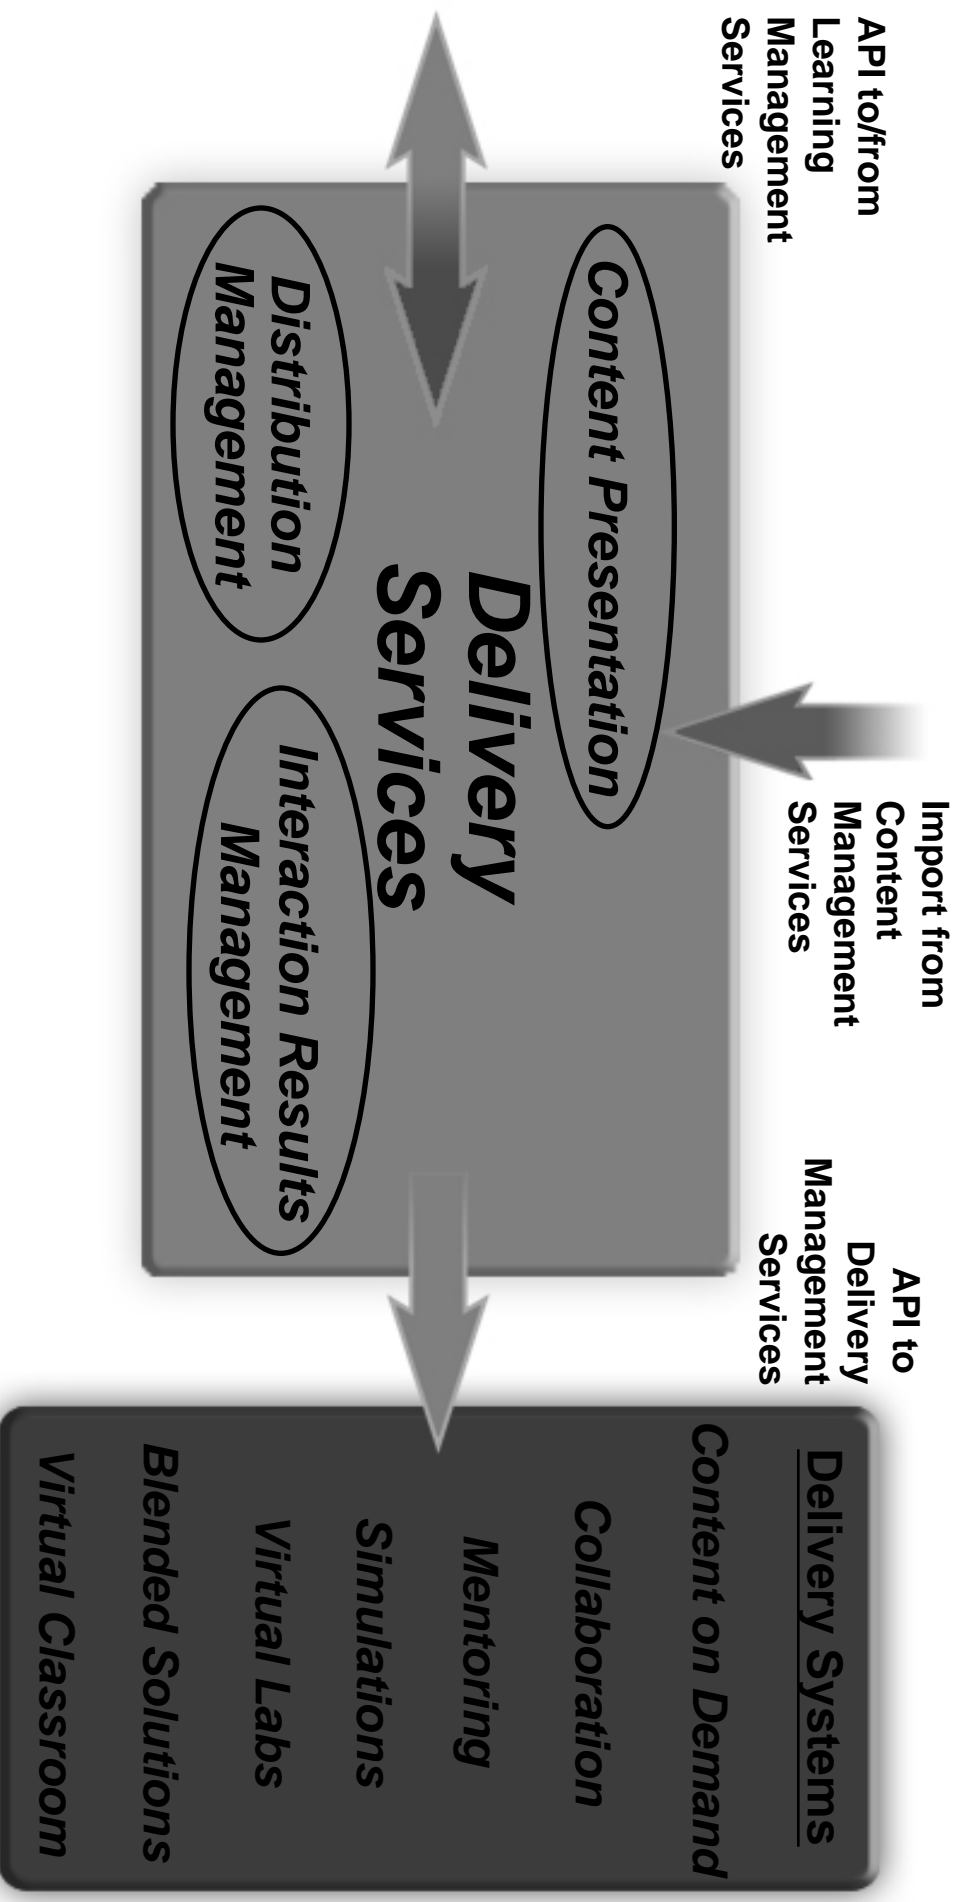 API to/from
Learning
Management
Services
Import from
Content
Management
Services
API to
Delivery
Management
Services
Content Presentation
Delivery
Services
Distribution
Management
Interaction Results
Management
Delivery Systems
Content on Demand
Collaboration
Mentoring
Simulations
Virtual Labs
Blended Solutions
Virtual Classroom